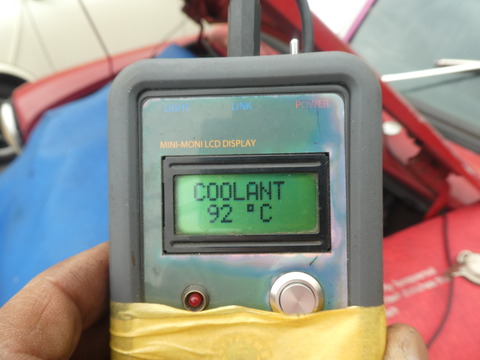 LINK POWER
MINI-MONI LCD DISPLAY
COOLANT
92 °C